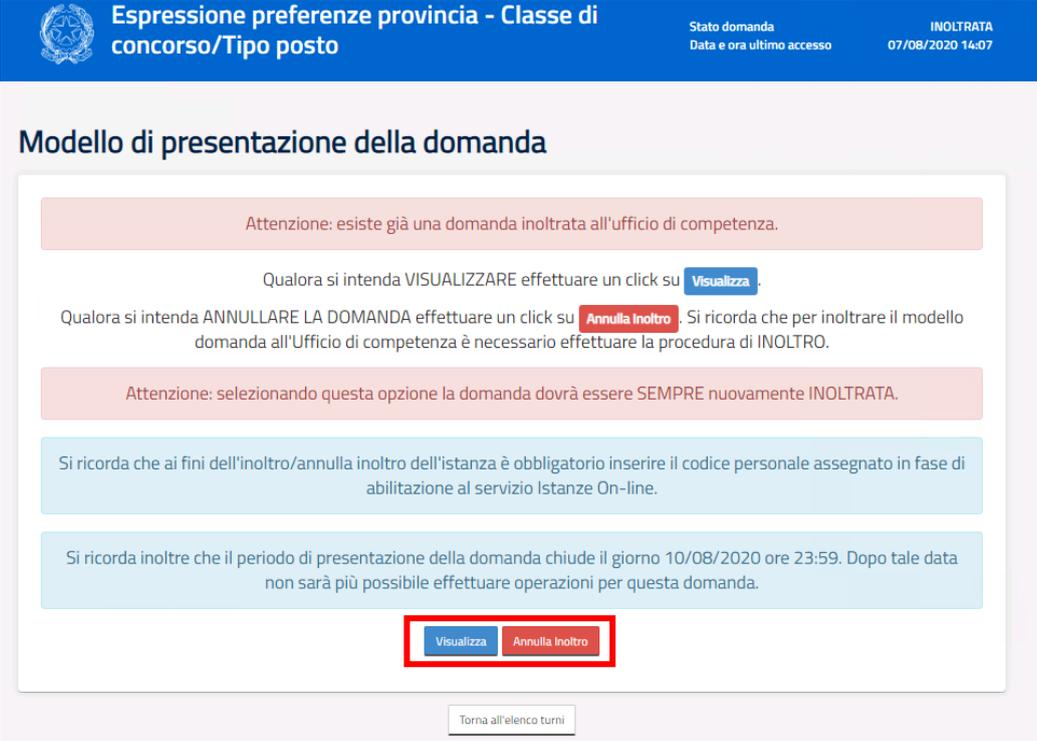 Espressione preferenze provincia - Classe di
concorso/Tipo posto
Stato domanda INOLTRATA
Data e ora ultimo accesso 07/08/2020 14:07
Modello di presentazione della domanda
Attenzione: esiste già una domanda inoltrata all'ufficio di competenza.
Qualora si intenda VISUALIZZARE effettuare un click su Visualizza.
Qualora si intenda ANNULLARE LA DOMANDA effettuare un click su Annulla Inoltro. Si ricorda che per inoltrare il modello
domanda all'Ufficio di competenza è necessario effettuare la procedura di INOLTRO.
Attenzione: selezionando questa opzione la domanda dovrà essere SEMPRE nuovamente INOLTRATA.
Si ricorda che ai fini dell'inoltro/annulla inoltro dell'istanza è obbligatorio inserire il codice personale assegnato in fase di
abilitazione al servizio Istanze On-line.
Si ricorda inoltre che il periodo di presentazione della domanda chiude il giorno 10/08/2020 ore 23:59. Dopo tale data
non sarà più possibile effettuare operazioni per questa domanda.
Visualizza Annulla Inoltro
Torna all'elenco turni